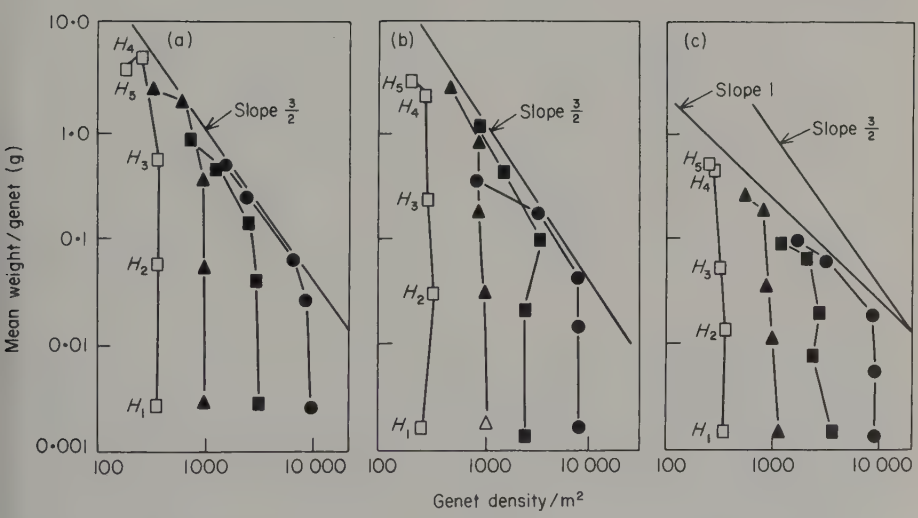 10·0
1·0
0·1
0·01
0·001
Mean weight/genet (g)
(a)
H4
H5
H3
H2
H1
Slope 3/2
100
1000
10 000
(b)
H5
H4
H3
H2
H1
Slope 3/2
100
1000
10 000
(c)
Slope 1
Slope 3/2
H5
H4
H3
H2
H1
100
1000
10 000
Genet density/m²